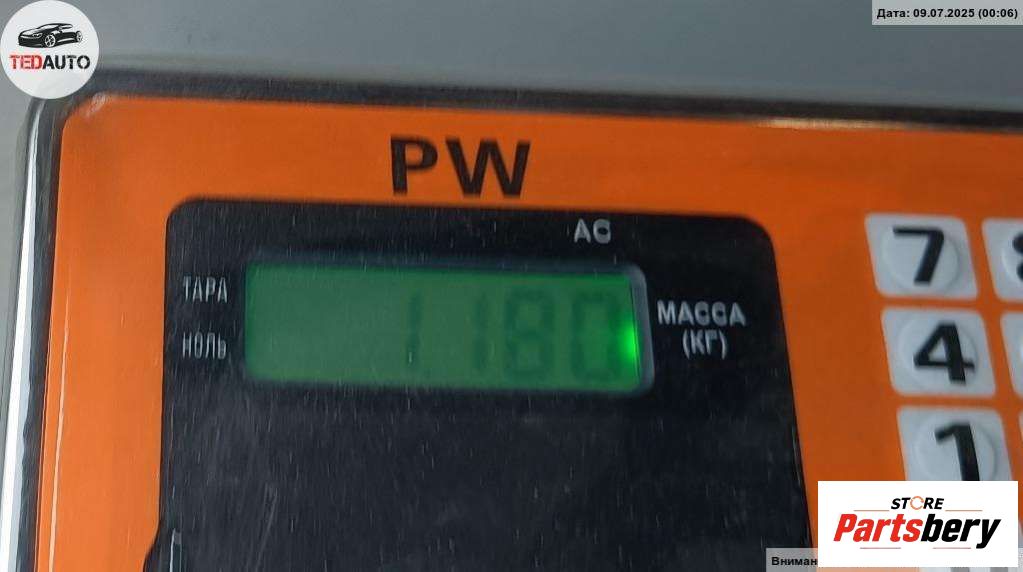 Дата: 09.07.2025 (00:06)
TEDAUTO
PW
AC
ТАРА
НОЛЬ
1.180
МАССА
(КГ)
7
4
1
STORE
Partsbery